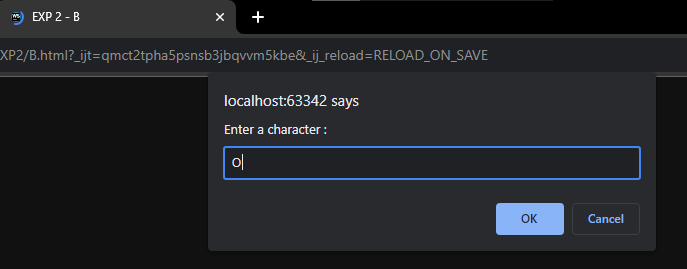 EXP 2 - B
XP2/B.html?_ijt=qmct2tpha5psnsb3jbqvvm5kbe&_ij_reload=RELOAD_ON_SAVE
localhost:63342 says
Enter a character :
O
OK
Cancel